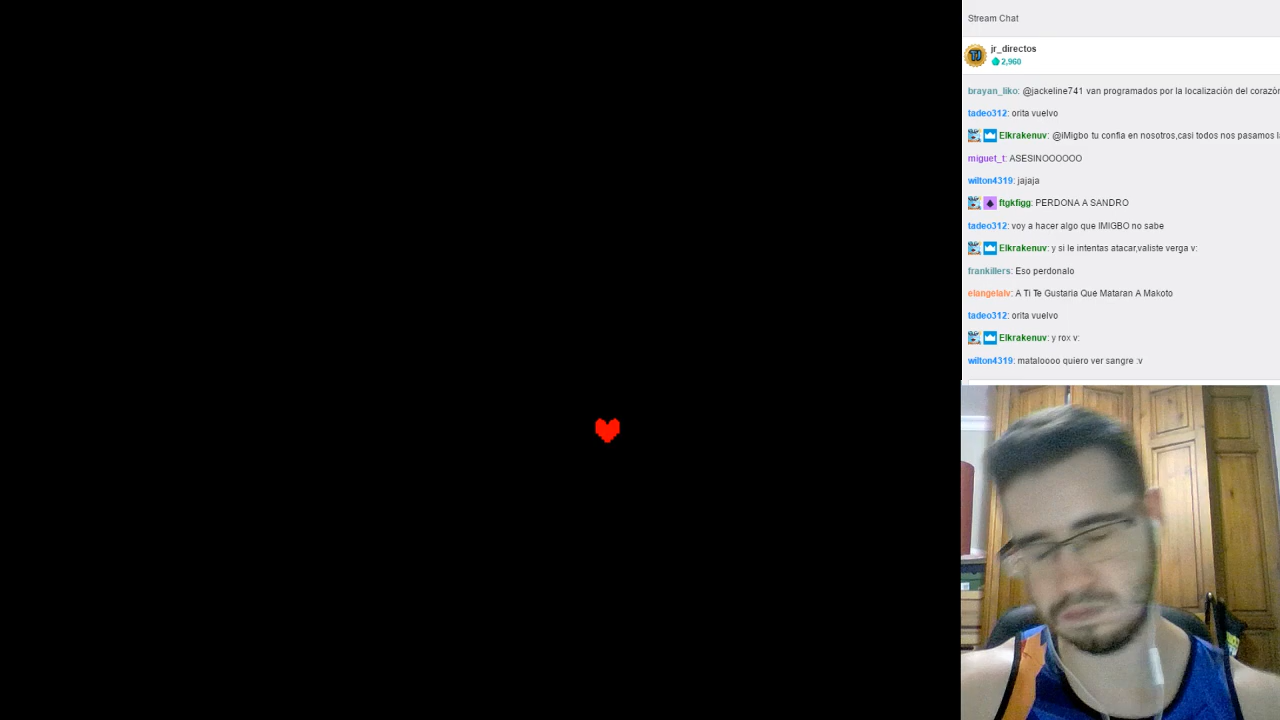 Stream Chat
jr_directos
2,960
brayan_liko: @jackeline741 van programados por la localizaciòn del corazòn
tadeo312: orita vuelvo
Elkrakenuv: @iMigbo tu confia en nosotros,casi todos nos pasamos
miguet_t: ASESINOOOOOO
wilton4319: jajaja
ftgkfigg: PERDONA A SANDRO
tadeo312: voy a hacer algo que IMIGBO no sabe
Elkrakenuv: y si le intentas atacar,valiste verga v:
frankillers: Eso perdonalo
elangelalv: A Ti Te Gustaria Que Mataran A Makoto
tadeo312: orita vuelvo
Elkrakenuv: y rox v:
wilton4319: mataloooo quiero ver sangre :v